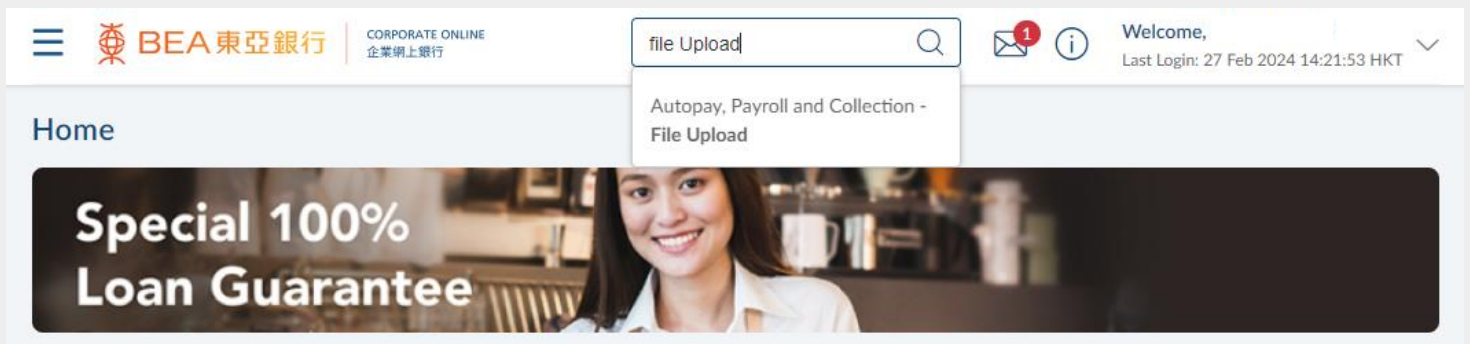 BEA東亞銀行
CORPORATE ONLINE
企業網上銀行
file Upload
1
i
Welcome,
Last Login: 27 Feb 2024 14:21:53 HKT
Autopay, Payroll and Collection -
File Upload
Home
Special 100%
Loan Guarantee